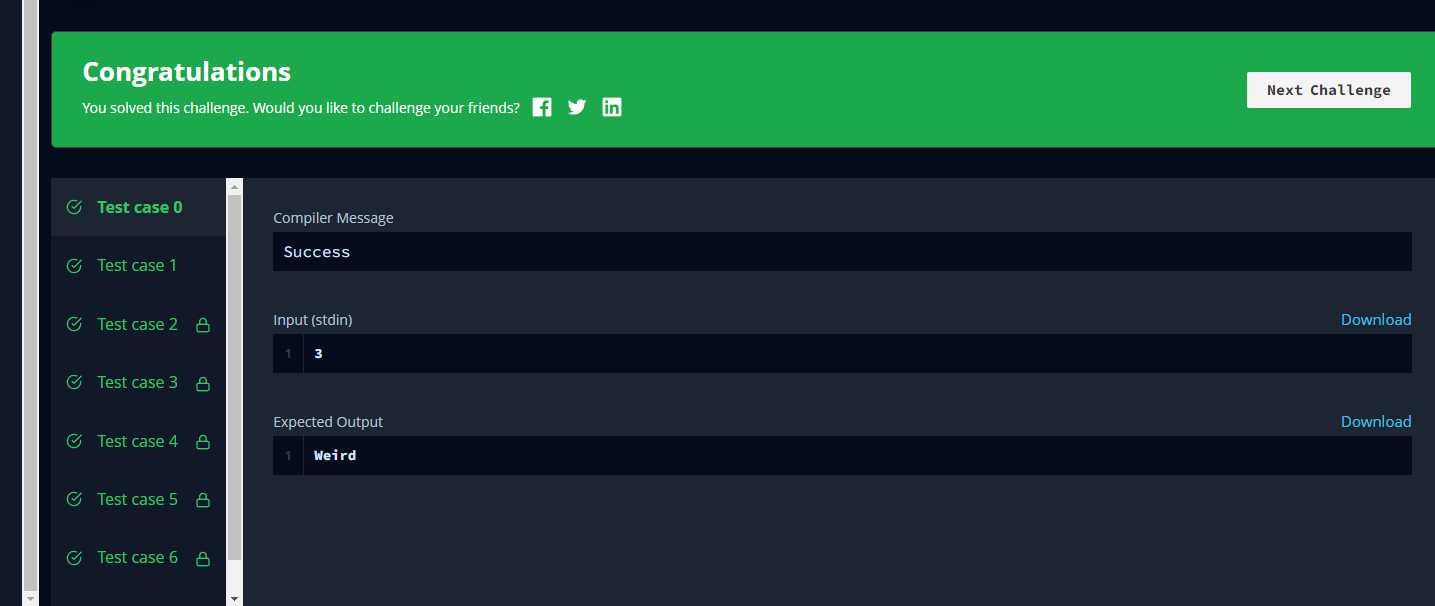 Congratulations
You solved this challenge. Would you like to challenge your friends?
Next Challenge
Test case 0
Test case 1
Test case 2
Test case 3
Test case 4
Test case 5
Test case 6
Compiler Message
Success
Input (stdin)
Download
1 3
Expected Output
Download
1 Weird